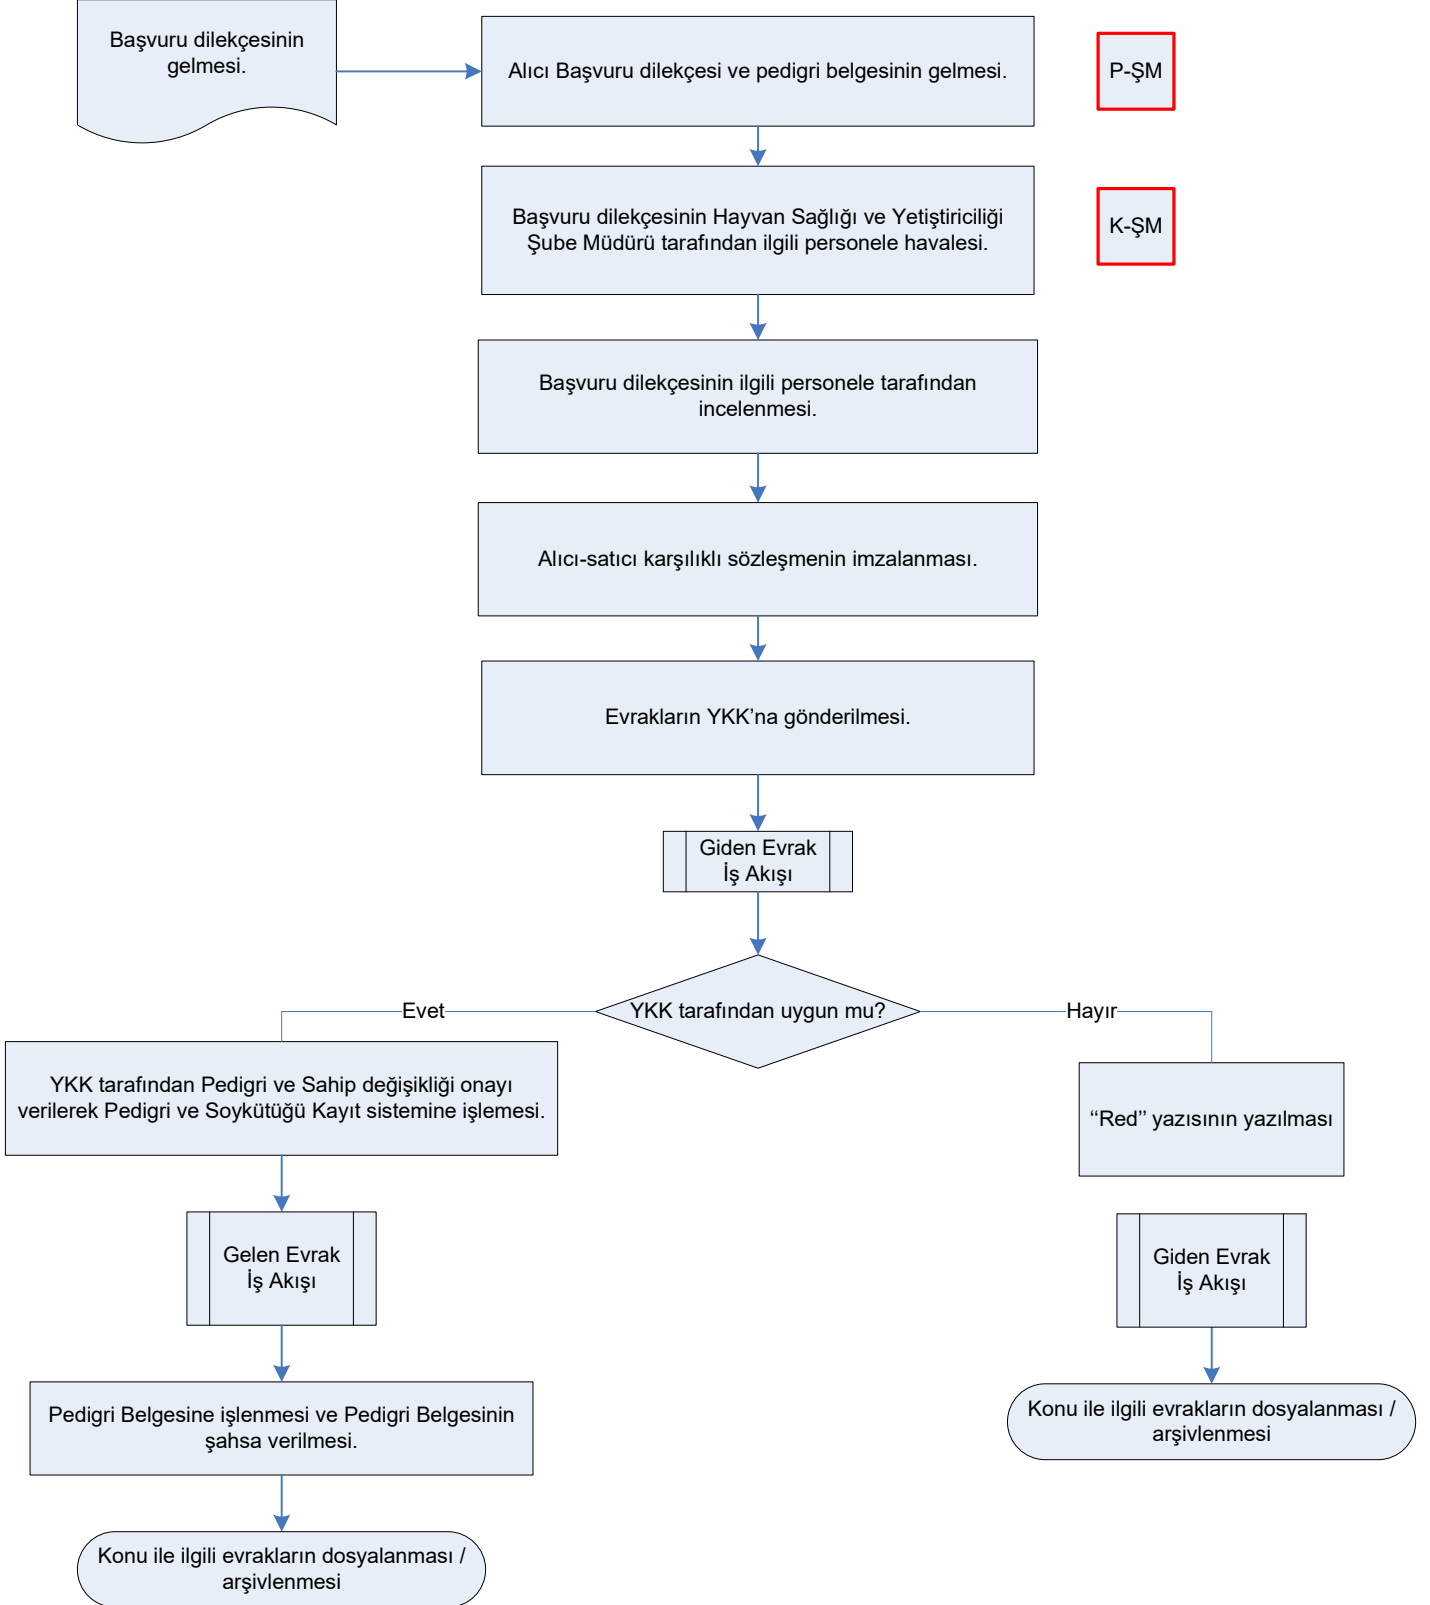 Başvuru dilekçesinin
gelmesi.
Alıcı Başvuru dilekçesi ve pedigri belgesinin gelmesi.
P-ŞM
Başvuru dilekçesinin Hayvan Sağlığı ve Yetiştiriciliği
Şube Müdürü tarafından ilgili personele havalesi.
K-ŞM
Başvuru dilekçesinin ilgili personele tarafından
incelenmesi.
Alıcı-satıcı karşılıklı sözleşmenin imzalanması.
Evrakların YKK’na gönderilmesi.
Giden Evrak
İş Akışı
Evet
YKK tarafından uygun mu?
Hayır
YKK tarafından Pedigri ve Sahip değişikliği onayı
verilerek Pedigri ve Soykütüğü Kayıt sistemine işlemesi.
“Red” yazısının yazılması
Gelen Evrak
İş Akışı
Giden Evrak
İş Akışı
Pedigri Belgesine işlenmesi ve Pedigri Belgesinin
şahsa verilmesi.
Konu ile ilgili evrakların dosyalanması /
arşivlenmesi
Konu ile ilgili evrakların dosyalanması /
arşivlenmesi